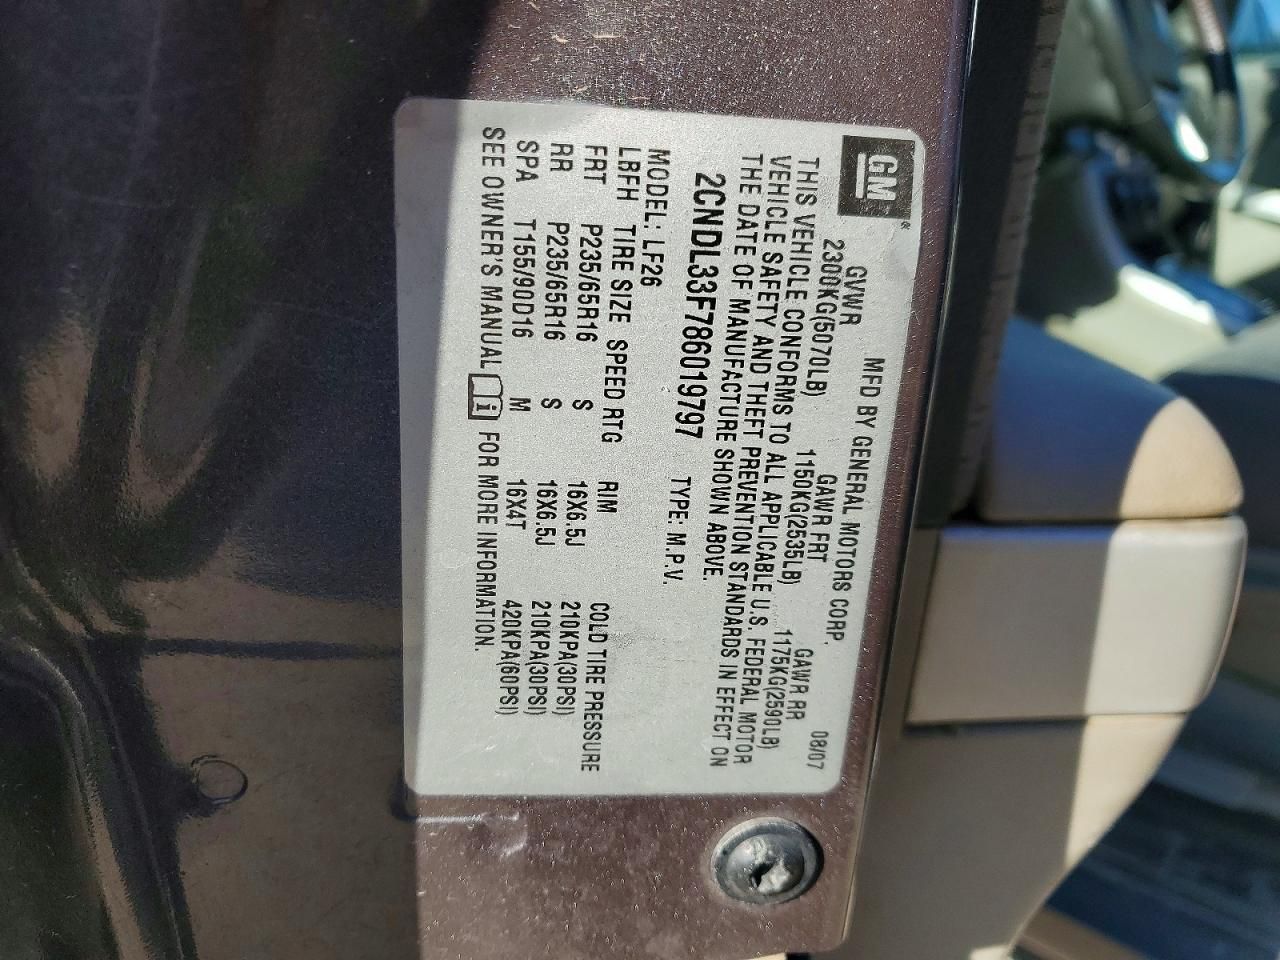 GM
MFD BY GENERAL MOTORS CORP. 08/07
GVWR GAWR FRT GAWR RR
2300KG(5070LB) 1150KG(2535LB) 1175KG(2590LB)
THIS VEHICLE CONFORMS TO ALL APPLICABLE U.S. FEDERAL MOTOR
VEHICLE SAFETY AND THEFT PREVENTION STANDARDS IN EFFECT ON
THE DATE OF MANUFACTURE SHOWN ABOVE.
2CNDL33F786019797 TYPE: M.P.V.
MODEL: LF26
LBFH TIRE SIZE SPEED RTG RIM COLD TIRE PRESSURE
FRT P235/65R16 S 16X6.5J 210KPA(30PSI)
RR P235/65R16 S 16X6.5J 210KPA(30PSI)
SPA T155/90D16 M 16X4T 420KPA(60PSI)
SEE OWNER'S MANUAL FOR MORE INFORMATION.